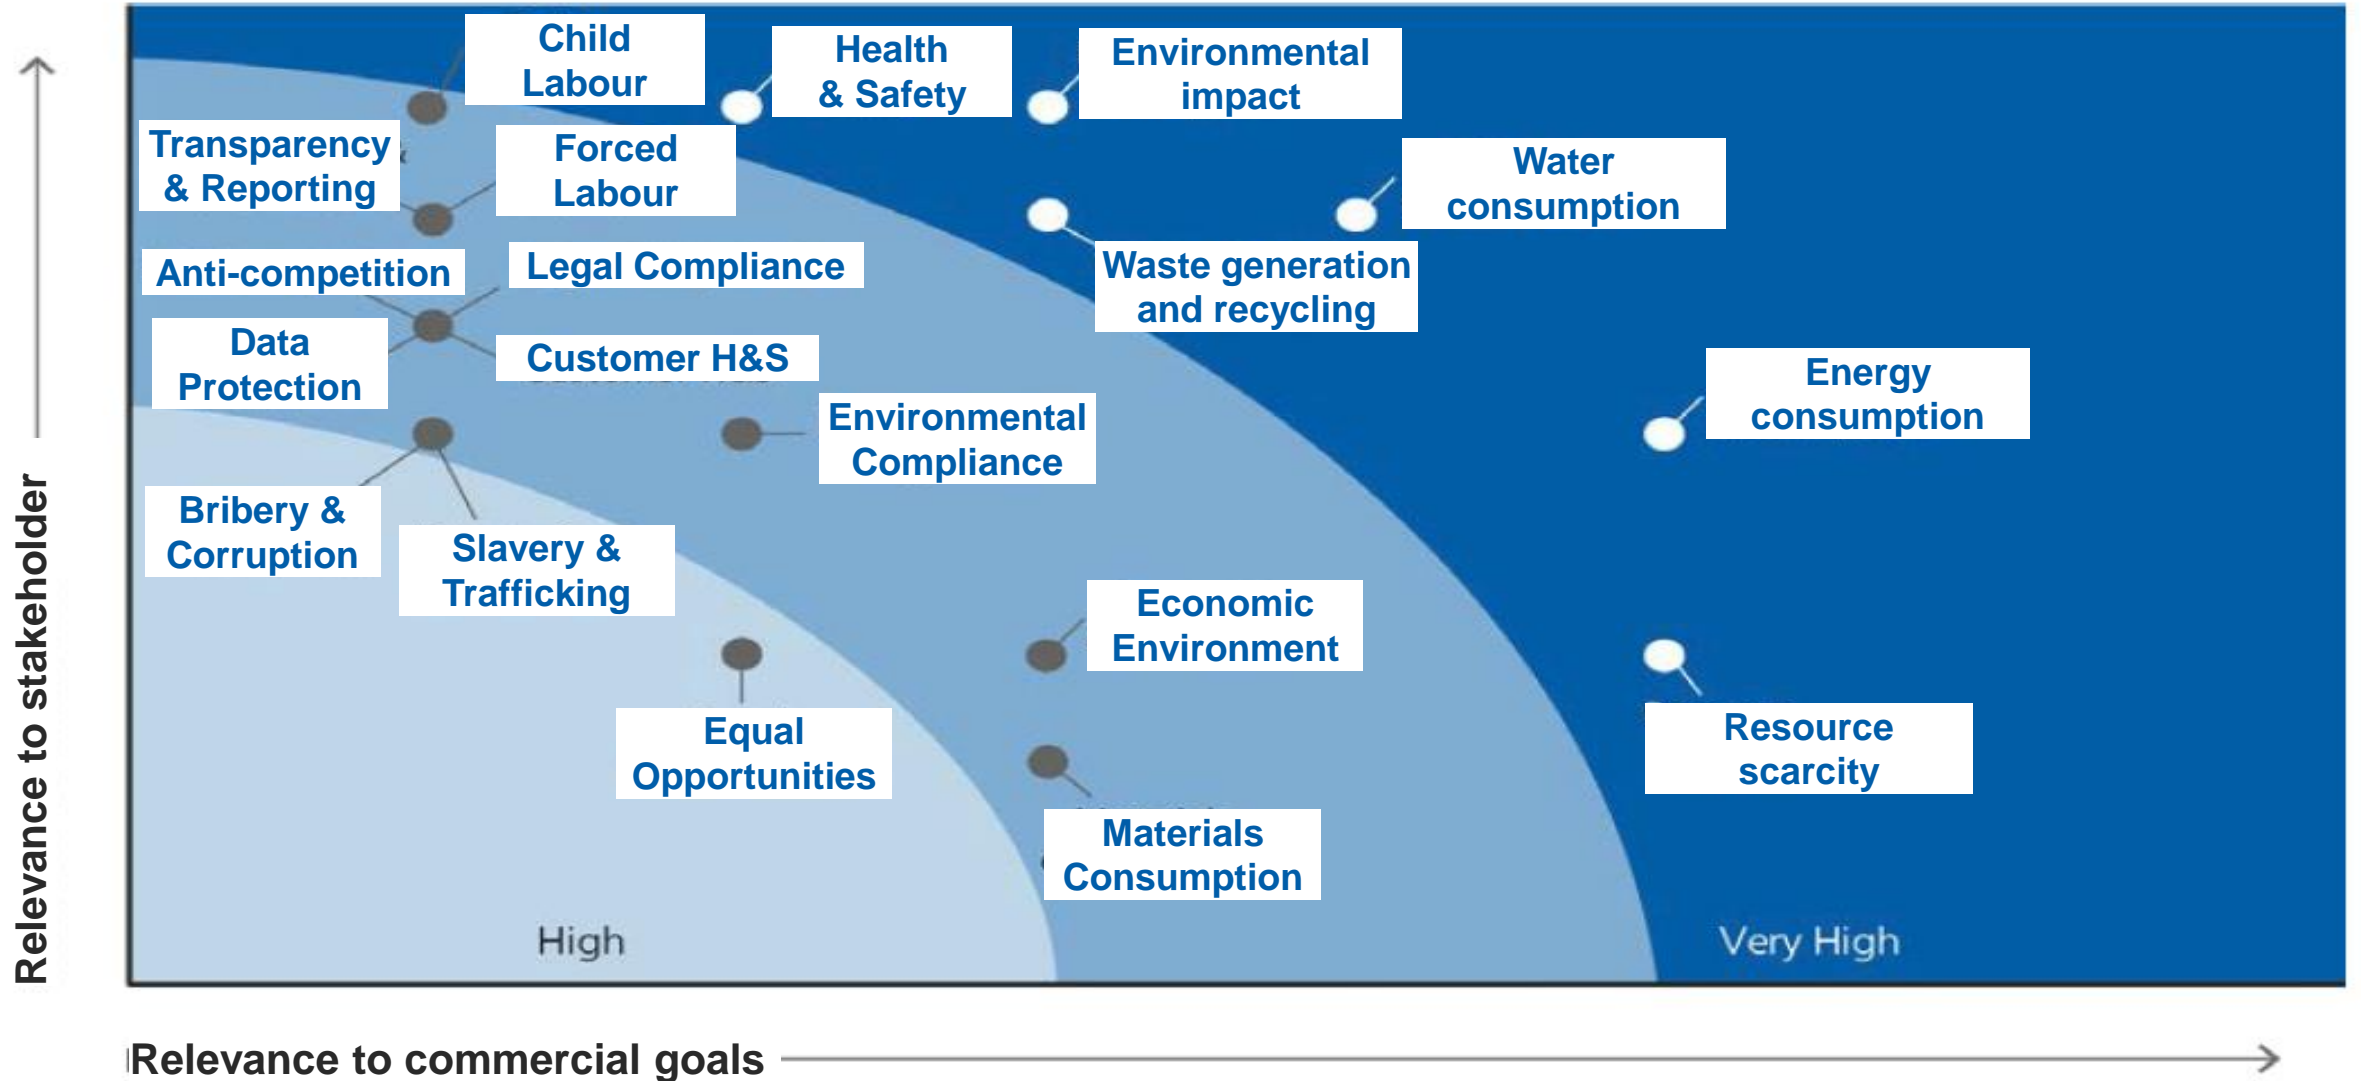 Child
Labour
Health
& Safety
Environmental
impact
Transparency
& Reporting
&
Forced
Labour
Water
consumption
Anti-competition
Legal Compliance
Waste generation
and recycling
Data
Protection
Customer H&S
Energy
consumption
Environmental
Compliance
Bribery &
Corruption
Slavery &
Trafficking
Economic
Environment
Equal
Opportunities
Resource
scarcity
Materials
Consumption
High
Very High
Relevance to stakeholder
Relevance to commercial goals